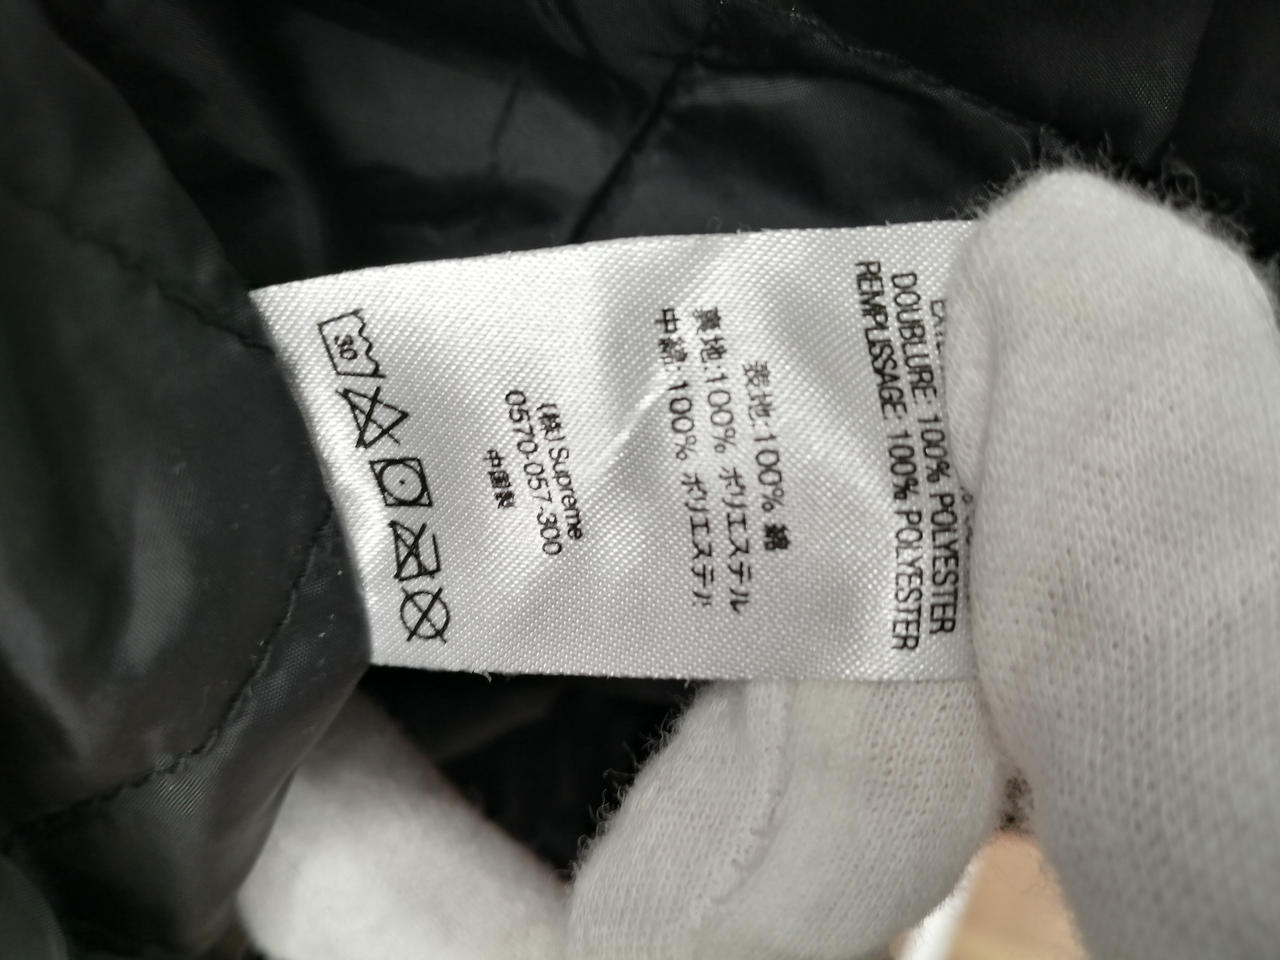 DOUBLURE: 100% POLYESTER
REMPLISSAGE: 100% POLYESTER
表地:100% 綿
裏地:100% ポリエステル
中綿:100% ポリエステル
(株) Supreme
0570-057-300
中国製
30